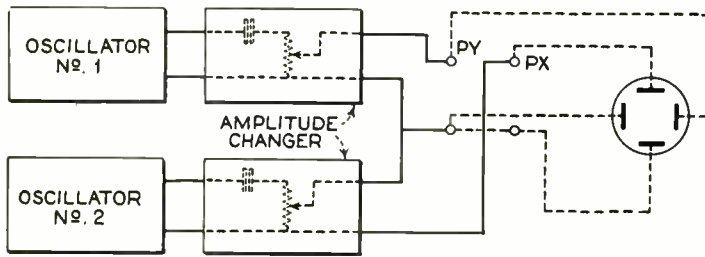 OSCILLATOR
Nº. 1
PY
PX
AMPLITUDE
CHANGER
OSCILLATOR
Nº. 2